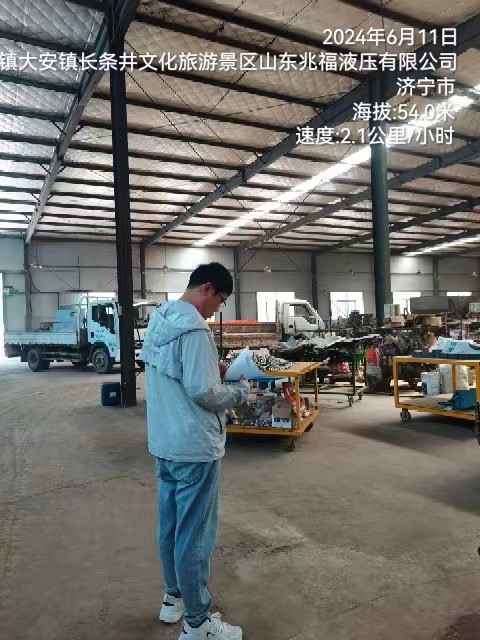 2024年6月11日
镇大安镇长条井文化旅游景区山东兆福液压有限公司
济宁市
海拔:54.0米
速度:2.1公里/小时